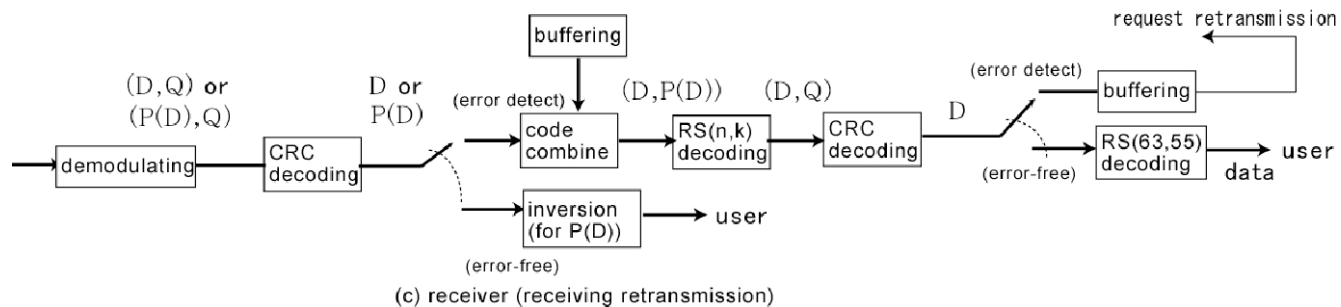 request retransmission
buffering
(D,Q) or
(P(D),Q)
D or
P(D)
(error detect)
(D,P(D))
(D,Q)
(error detect)
buffering
demodulating
CRC
decoding
code
combine
RS(n,k)
decoding
CRC
decoding
D
RS(63,55)
decoding
user
data
(error-free)
inversion
(for P(D))
user
(error-free)
(c) receiver (receiving retransmission)